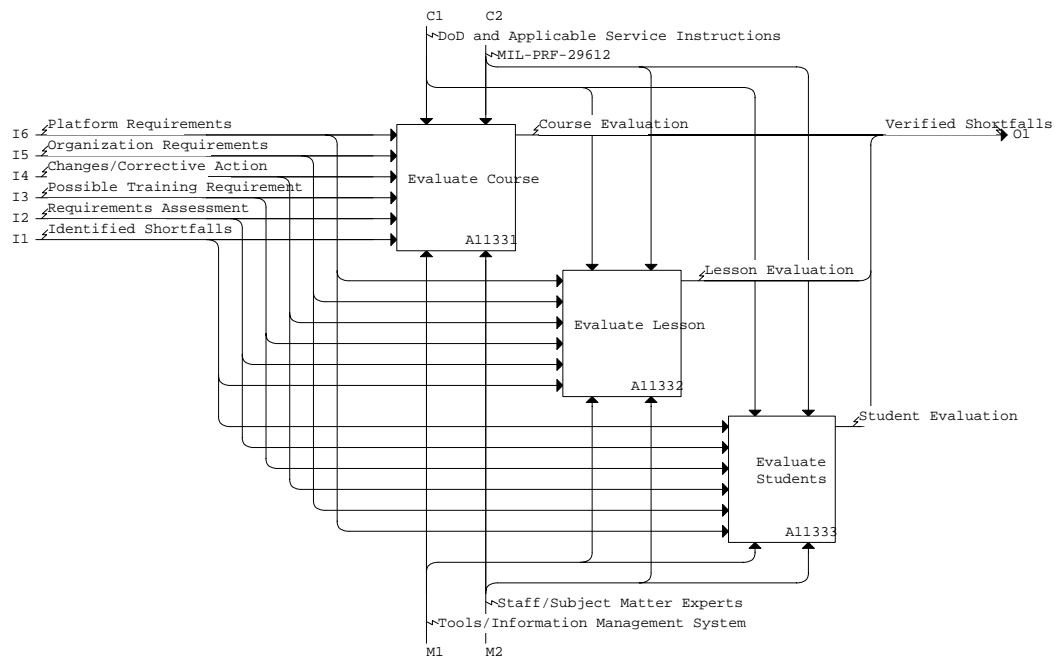 C1 C2
DoD and Applicable Service Instructions
MIL-PRF-29612
I6 Platform Requirements
Course Evaluation
Verified Shortfalls
O1
I5 Organization Requirements
I4 Changes/Corrective Action
Evaluate Course
I3 Possible Training Requirement
I2 Requirements Assessment
I1 Identified Shortfalls
A11331
Lesson Evaluation
Evaluate Lesson
A11332
Student Evaluation
Evaluate
Students
A11333
Staff/Subject Matter Experts
Tools/Information Management System
M1 M2